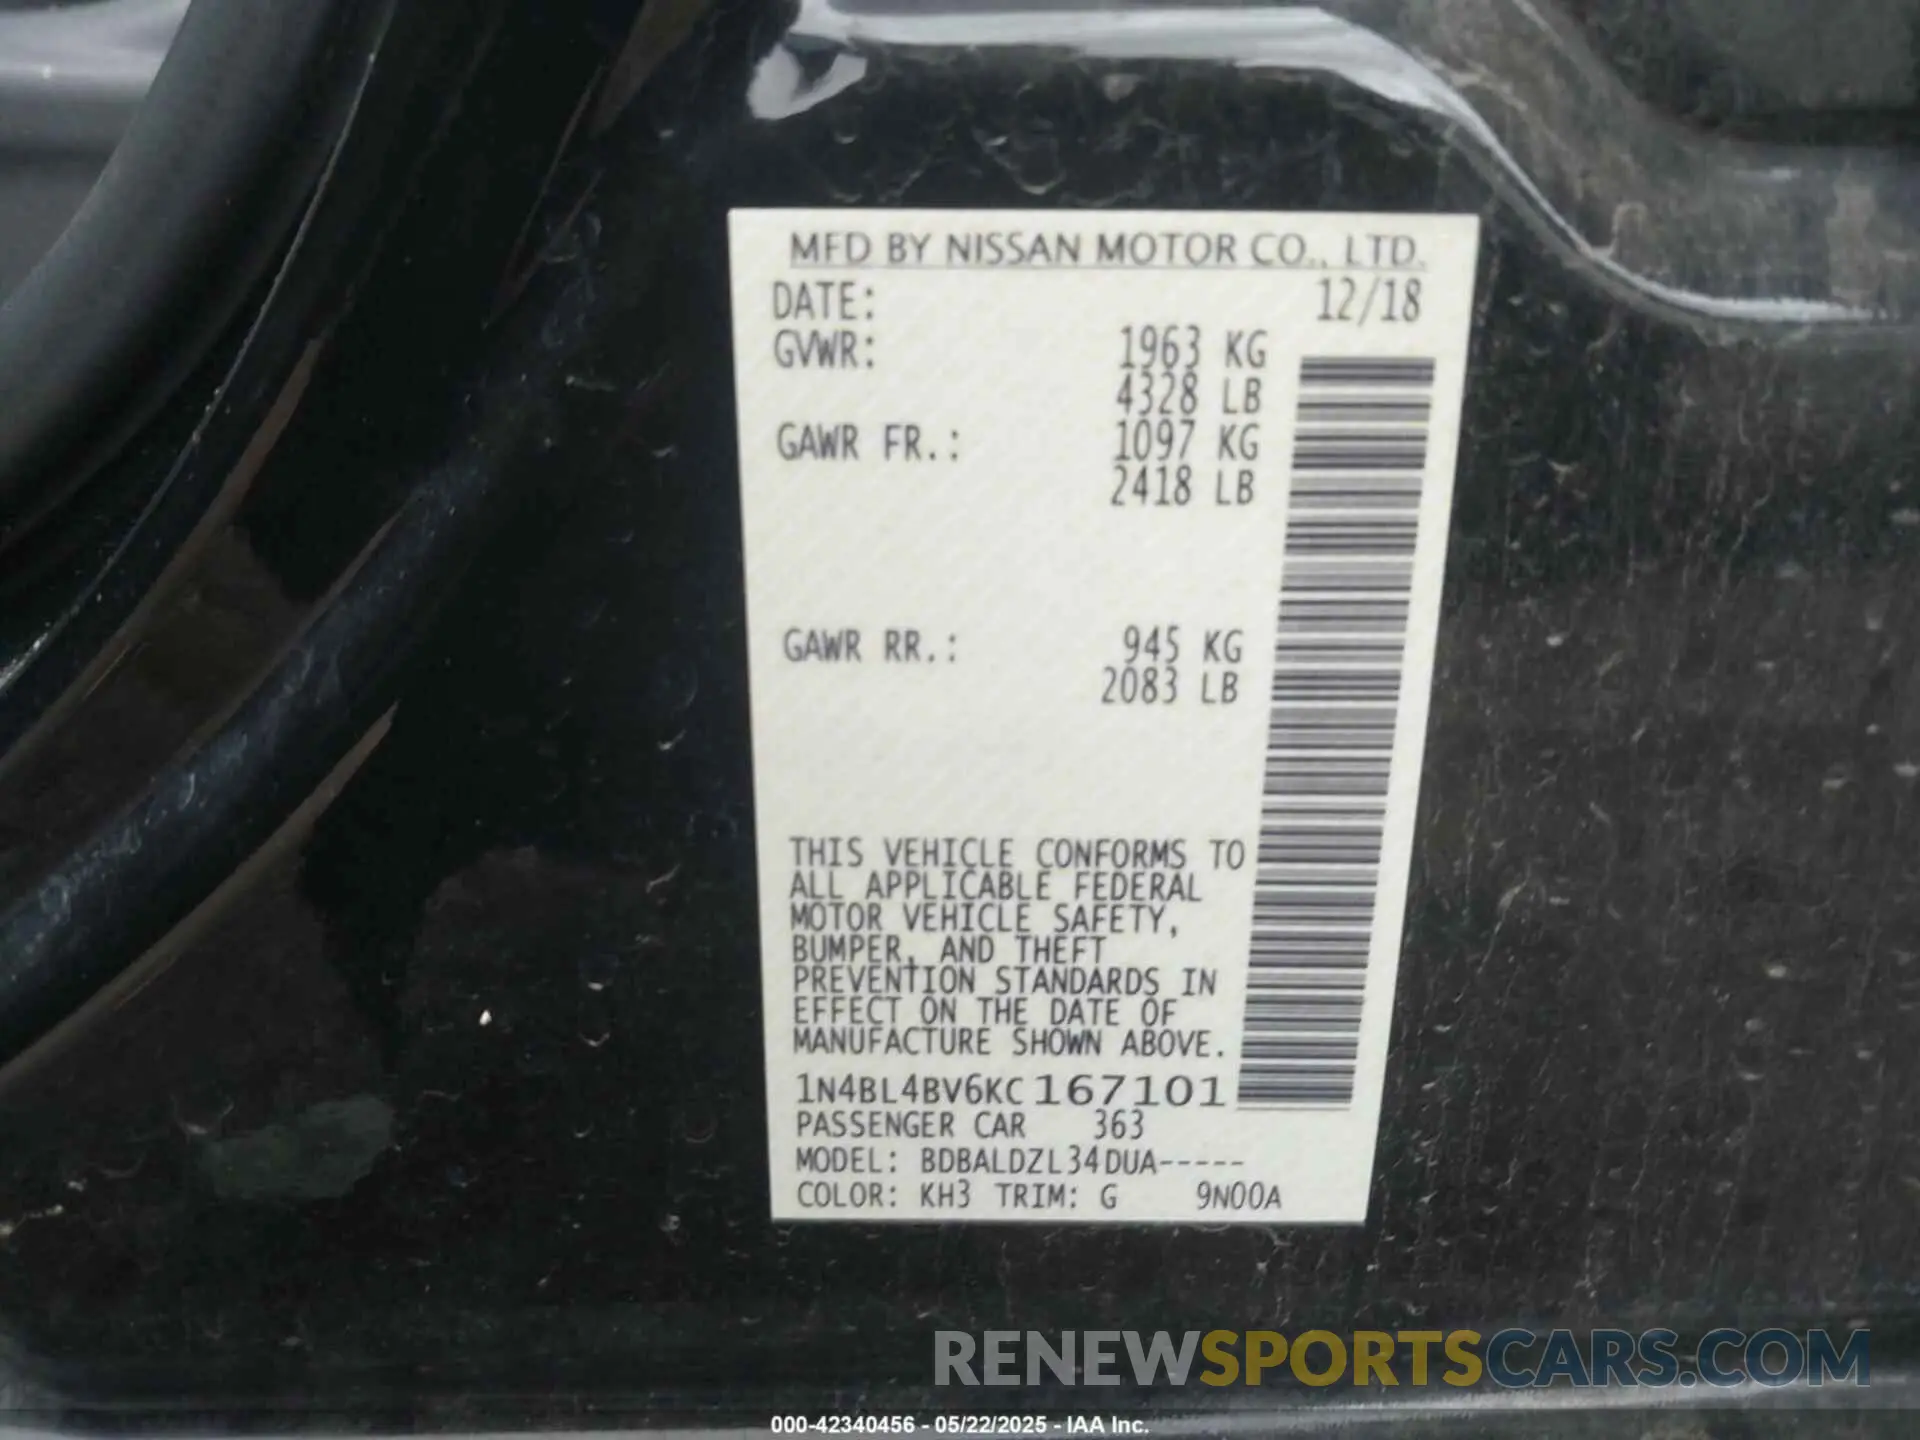 MFD BY NISSAN MOTOR CO., LTD.
DATE: 12/18
GVWR: 1963 KG
4328 LB
GAWR FR.: 1097 KG
2418 LB
GAWR RR.: 945 KG
2083 LB
THIS VEHICLE CONFORMS TO
ALL APPLICABLE FEDERAL
MOTOR VEHICLE SAFETY,
BUMPER, AND THEFT
PREVENTION STANDARDS IN
EFFECT ON THE DATE OF
MANUFACTURE SHOWN ABOVE.
1N4BL4BV6KC167101
PASSENGER CAR 363
MODEL: BDBALDZL34DUA-----
COLOR: KH3 TRIM: G 9N00A
RENEWSPORTSCARS.COM
000-42340456 - 05/22/2025 - IAA Inc.